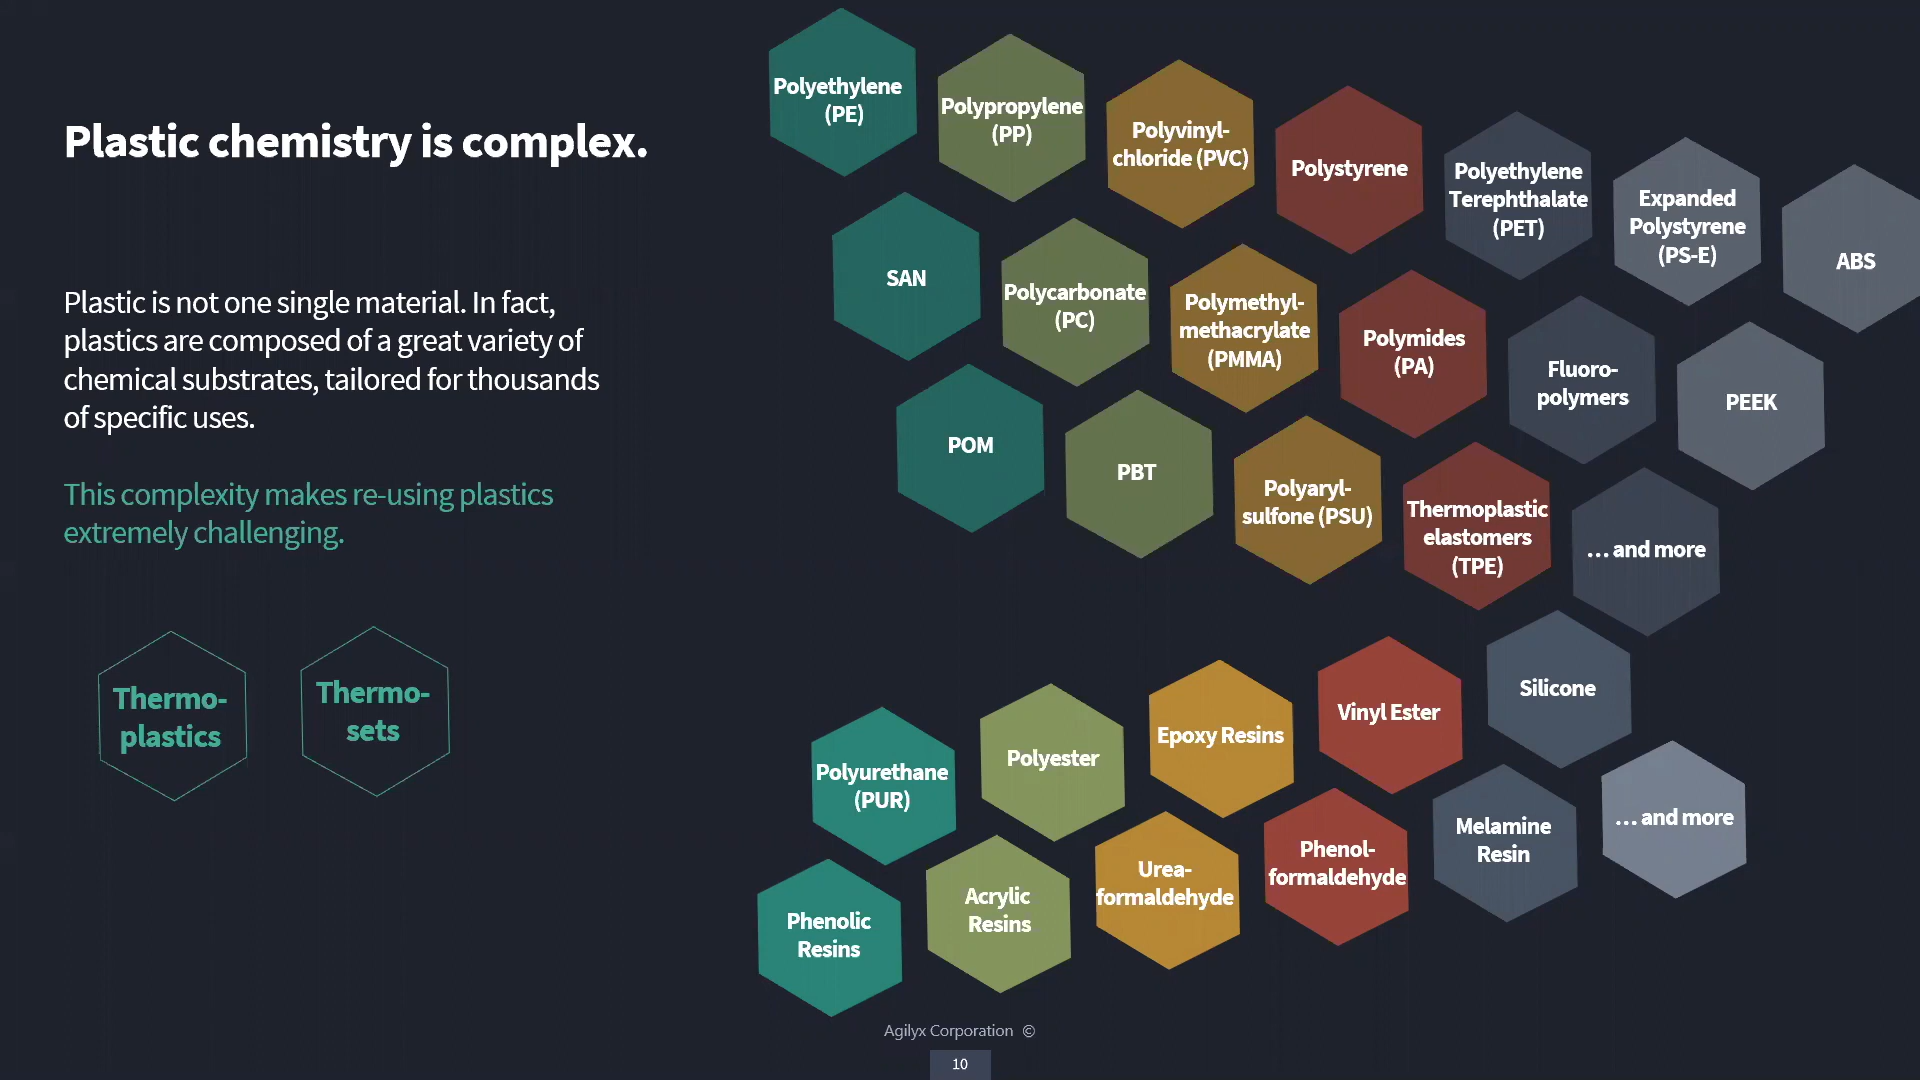 Plastic chemistry is complex.
Plastic is not one single material. In fact,
plastics are composed of a great variety of
chemical substrates, tailored for thousands
of specific uses.
This complexity makes re-using plastics
extremely challenging.
Thermo-
plastics
Thermo-
sets
Polyethylene
(PE)
Polypropylene
(PP)
Polyvinyl-
chloride (PVC)
Polystyrene
Polyethylene
Terephthalate
(PET)
Expanded
Polystyrene
(PS-E)
ABS
SAN
Polycarbonate
(PC)
Polymethyl-
methacrylate
(PMMA)
Polymides
(PA)
Fluoro-
polymers
PEEK
POM
PBT
Polyaryl-
sulfone (PSU)
Thermoplastic
elastomers
(TPE)
... and more
Polyurethane
(PUR)
Polyester
Epoxy Resins
Vinyl Ester
Silicone
Phenolic
Resins
Acrylic
Resins
Urea-
formaldehyde
Phenol-
formaldehyde
Melamine
Resin
... and more
Agilyx Corporation ©
10